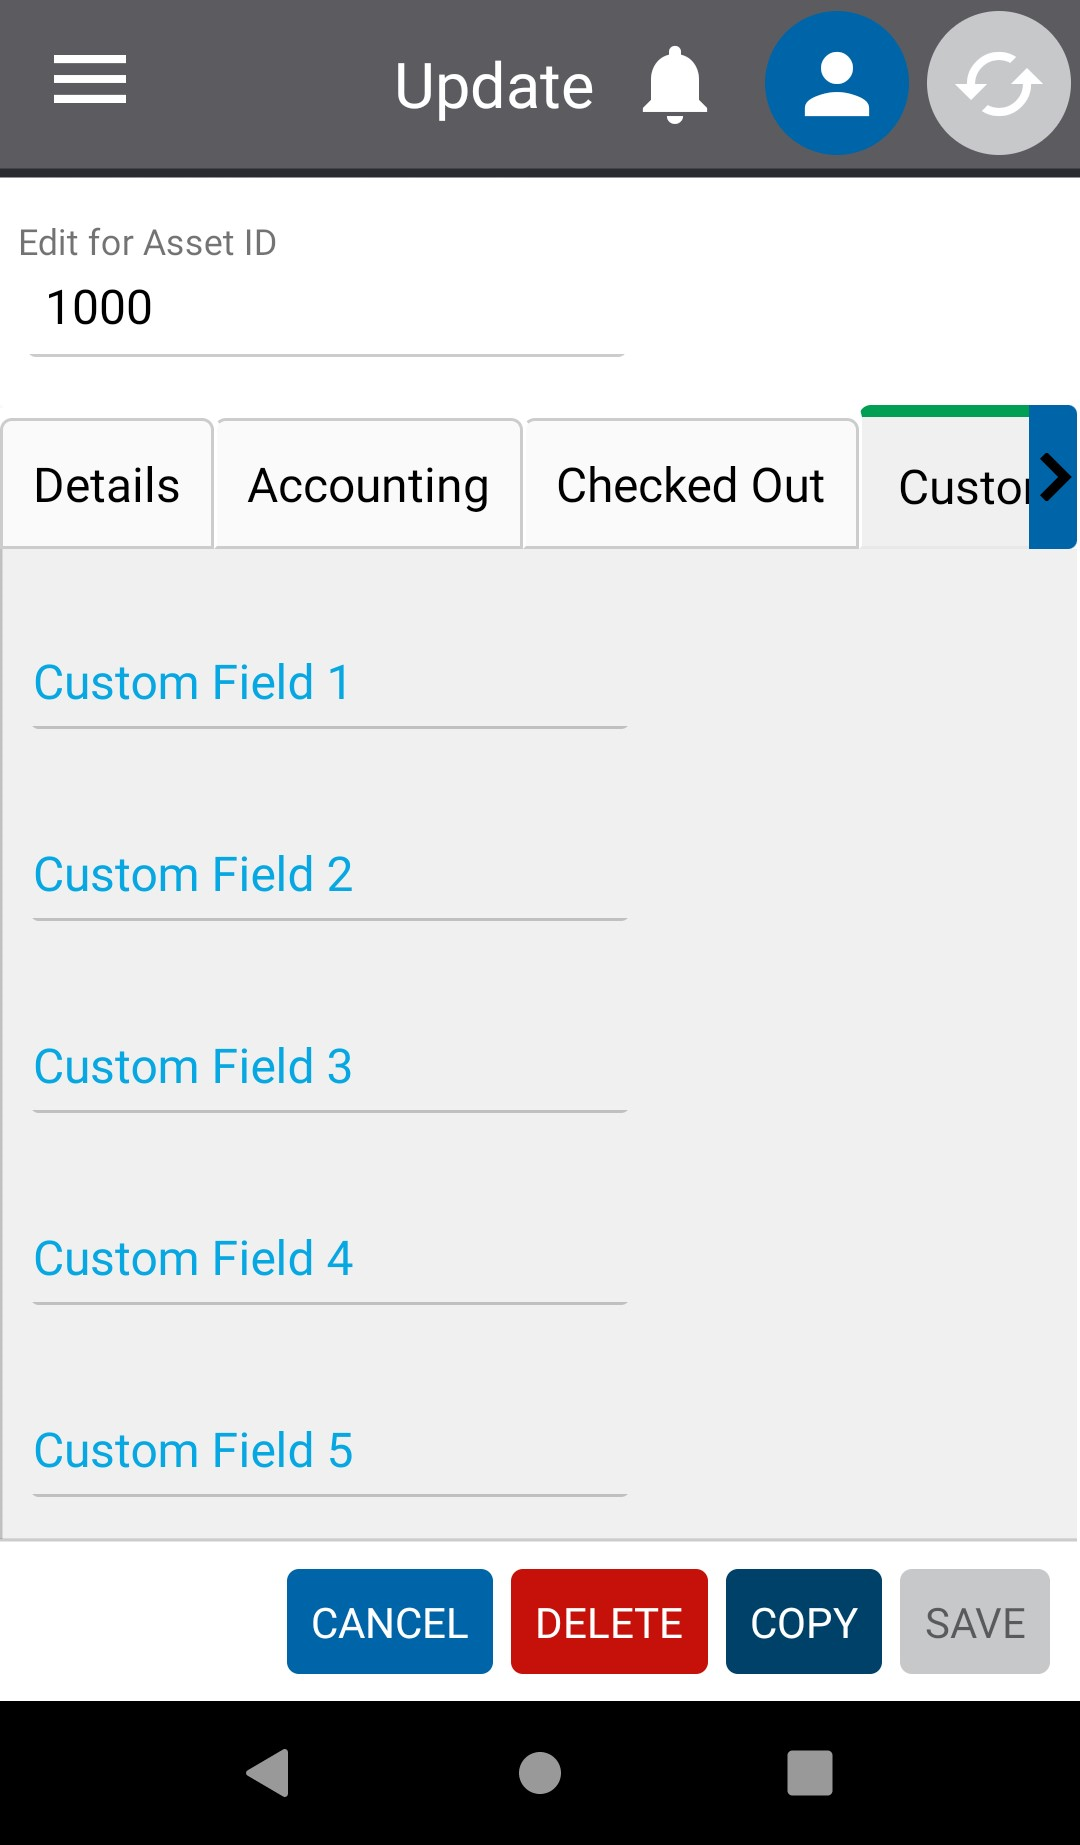 Update
Edit for Asset ID
1000
Details Accounting Checked Out
Custom Field 1
Custom Field 2
Custom Field 3
Custom Field 4
Custom Field 5
CANCEL DELETE COPY SAVE